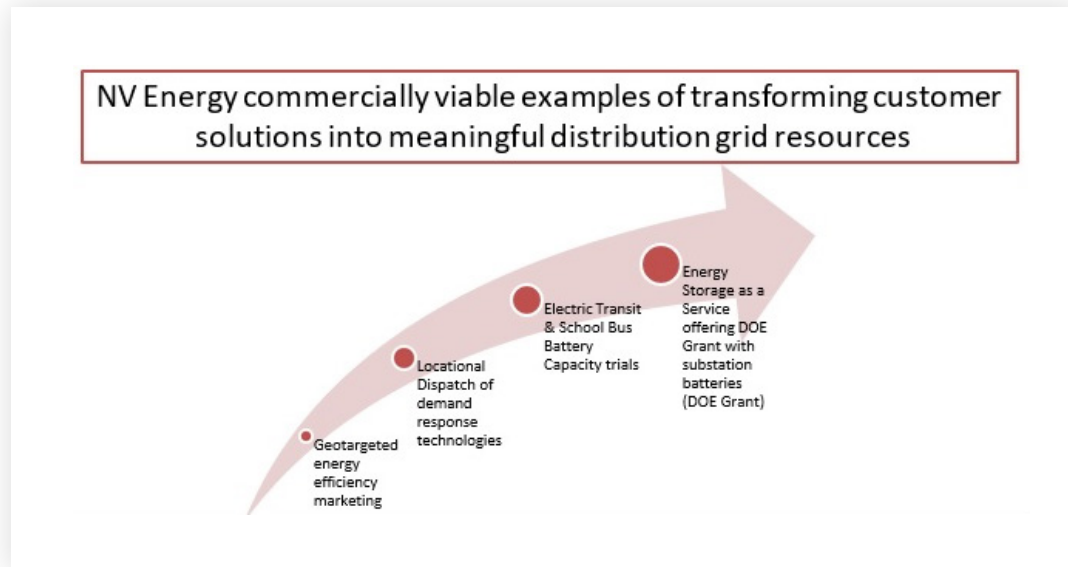 NV Energy commercially viable examples of transforming customer
solutions into meaningful distribution grid resources
Geotargeted
energy
efficiency
marketing
Locational
Dispatch of
demand
response
technologies
Electric Transit
& School Bus
Battery
Capacity trials
Energy
Storage as a
Service
offering DOE
Grant with
substation
batteries
(DOE Grant)